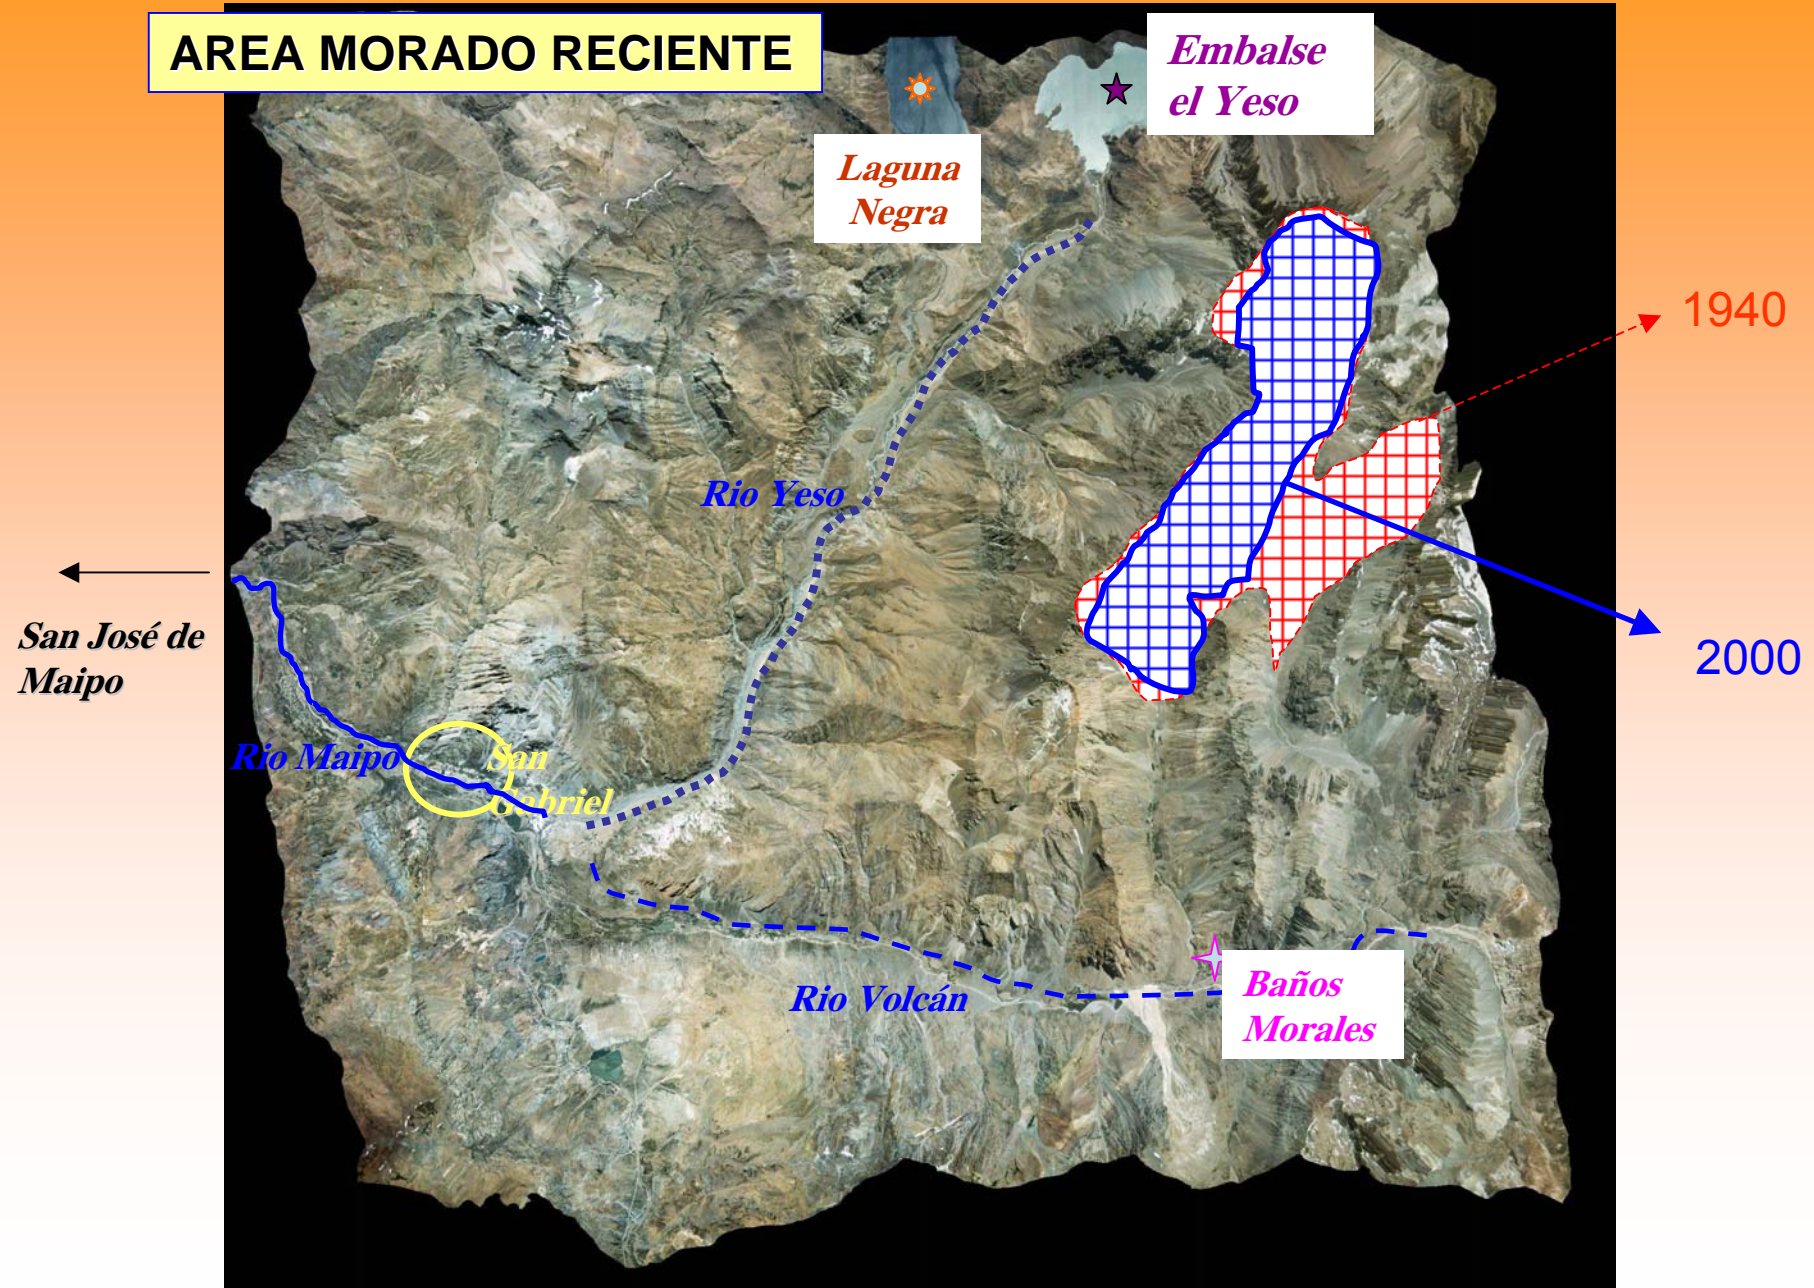 AREA MORADO RECIENTE
Embalse
el Yeso
Laguna
Negra
1940
Rio Yeso
San José de
Maipo
2000
Rio Maipo
San
Gabriel
Rio Volcán
Baños
Morales